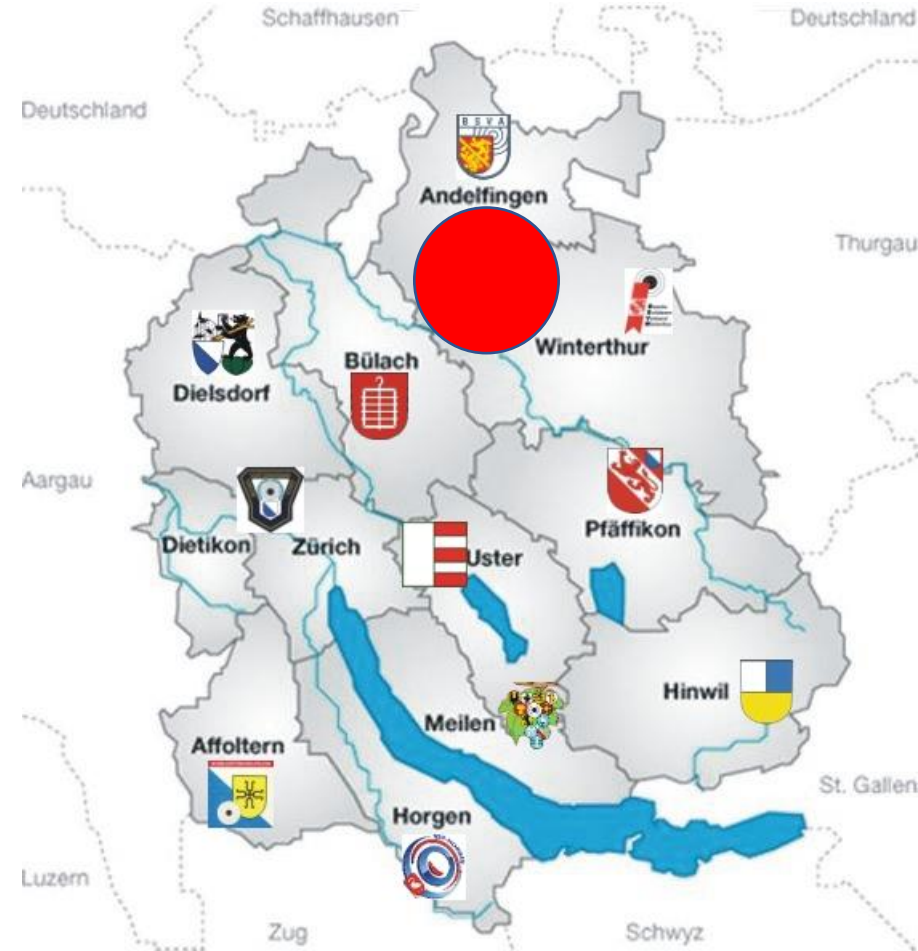 Schaffhausen
Deutschland
Deutschland
B S V A
Andelfingen
Thurgau
Winterthur
Bülach
Dielsdorf
Aargau
Pfäffikon
Dietikon
Zürich
Uster
Hinwil
Meilen
Affoltern
St. Gallen
Horgen
Luzern
Zug
Schwyz